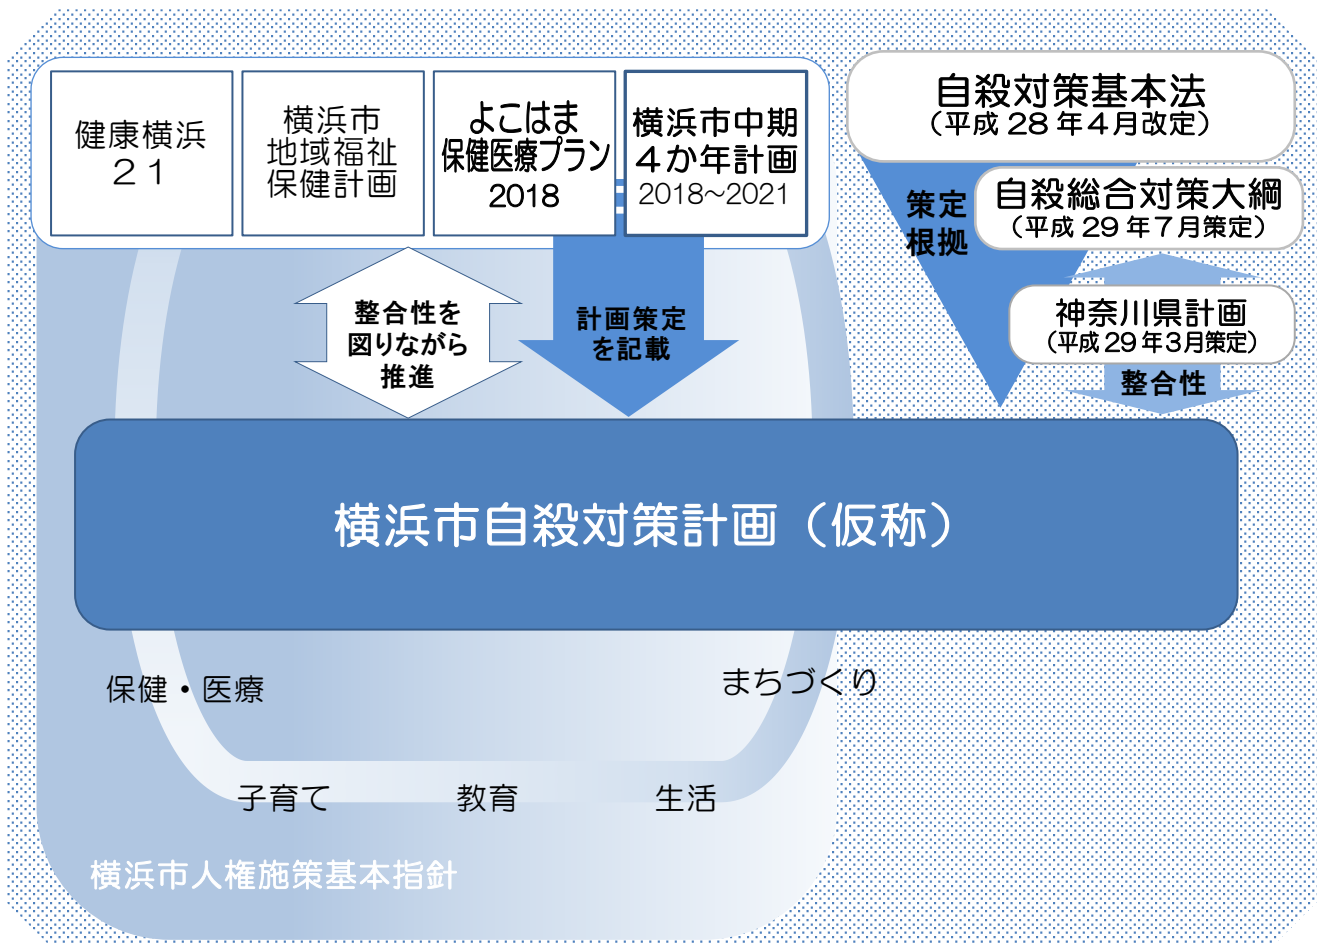 健康横浜
２１
横浜市
地域福祉
保健計画
よこはま
保健医療プラン
2018
横浜市中期
４か年計画
2018～2021
自殺対策基本法
（平成 28 年４月改定）
策定
根拠
自殺総合対策大綱
（平成 29 年７月策定）
神奈川県計画
（平成 29 年３月策定）
整合性
整合性を
図りながら
推進
計画策定
を記載
横浜市自殺対策計画（仮称）
保健・医療
まちづくり
子育て
教育
生活
横浜市人権施策基本指針